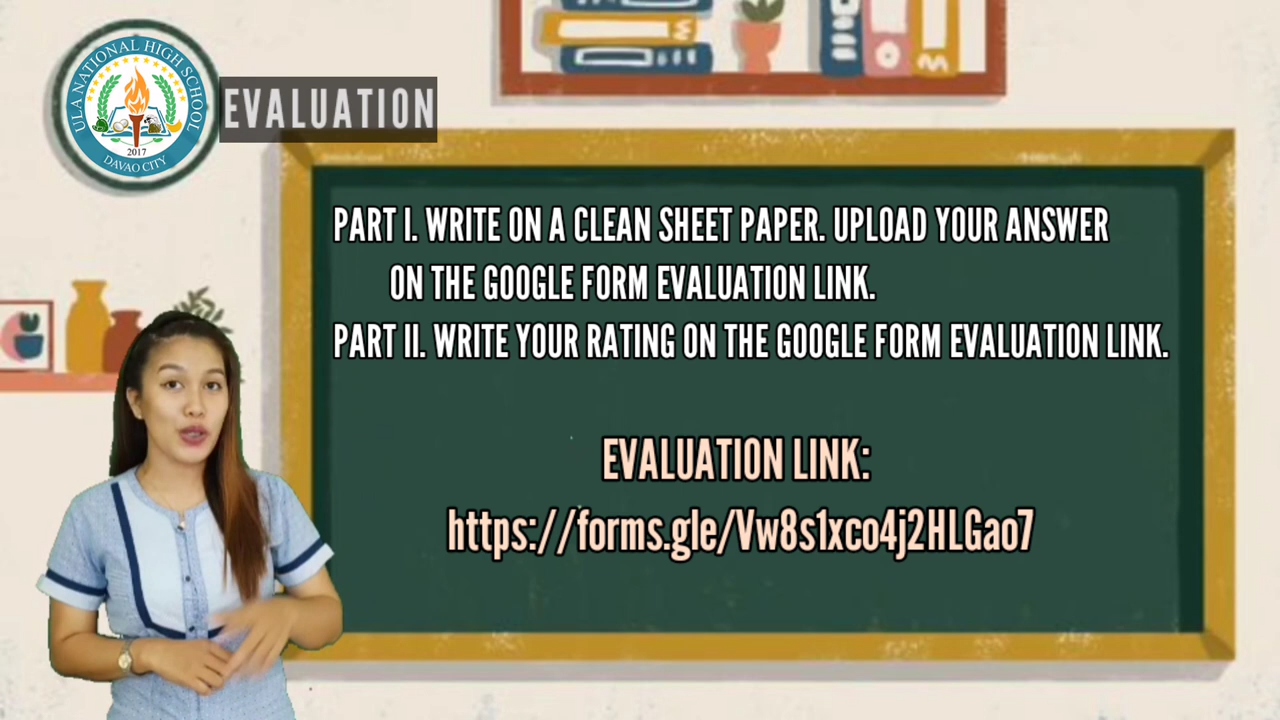 ULA NATIONAL HIGH SCHOOL
2017
DAVAO CITY
EVALUATION
PART I. WRITE ON A CLEAN SHEET PAPER. UPLOAD YOUR ANSWER
ON THE GOOGLE FORM EVALUATION LINK.
PART II. WRITE YOUR RATING ON THE GOOGLE FORM EVALUATION LINK.
EVALUATION LINK:
https://forms.gle/Vw8s1xco4j2HLGao7